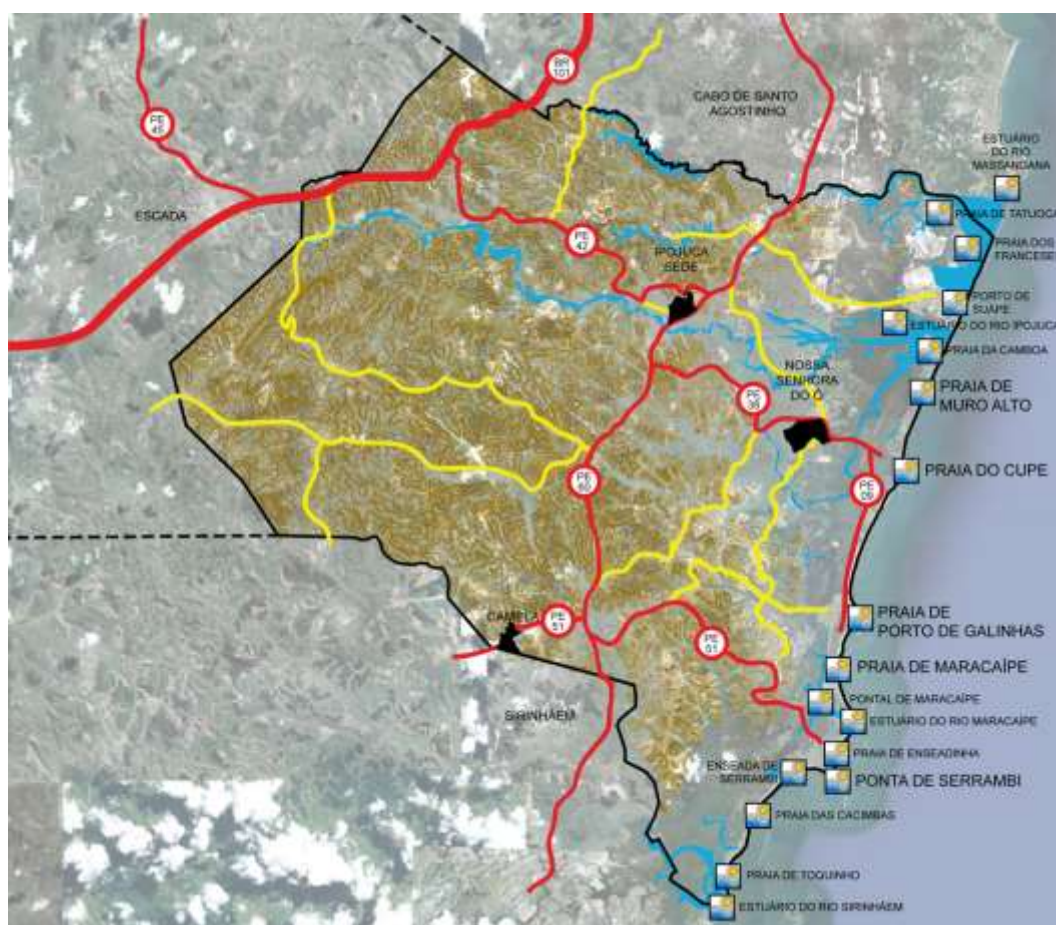 BR
101
PE
45
CABO DE SANTO
AGOSTINHO
ESTUÁRIO
DO RIO
MASSANGANA
ESCADA
PRAIA DE TATUOCA
PE
42
IPOJUCA
SEDE
PRAIA DOS
FRANCESES
PORTO DE
SUAPE
ESTUÁRIO DO RIO IPOJUCA
PRAIA DA CAMBOA
NOSSA
SENHORA
DO Ó
PRAIA DE
MURO ALTO
PE
38
PRAIA DO CUPE
PE
60
PE
09
CAMELA
PE
51
PRAIA DE
PORTO DE GALINHAS
PE
51
PRAIA DE MARACAÍPE
PONTAL DE MARACAÍPE
SIRINHÁEM
ESTUÁRIO DO RIO MARACAÍPE
PRAIA DE ENSEADINHA
ENSEADA DE
SERRAMBI
PONTA DE SERRAMBI
PRAIA DAS CACIMBAS
PRAIA DE TOQUINHO
ESTUÁRIO DO RIO SIRINHÁEM